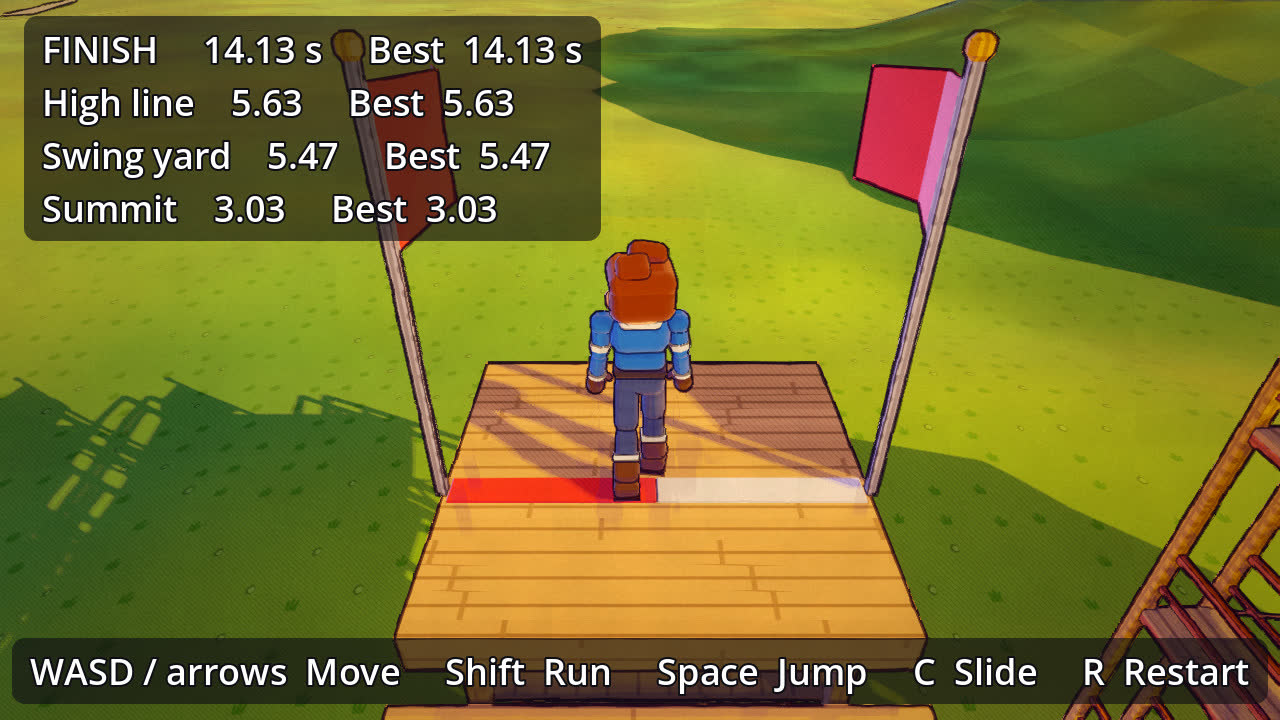 FINISH 14.13 s Best 14.13 s
High line 5.63 Best 5.63
Swing yard 5.47 Best 5.47
Summit 3.03 Best 3.03
WASD / arrows Move Shift Run Space Jump C Slide R Restart